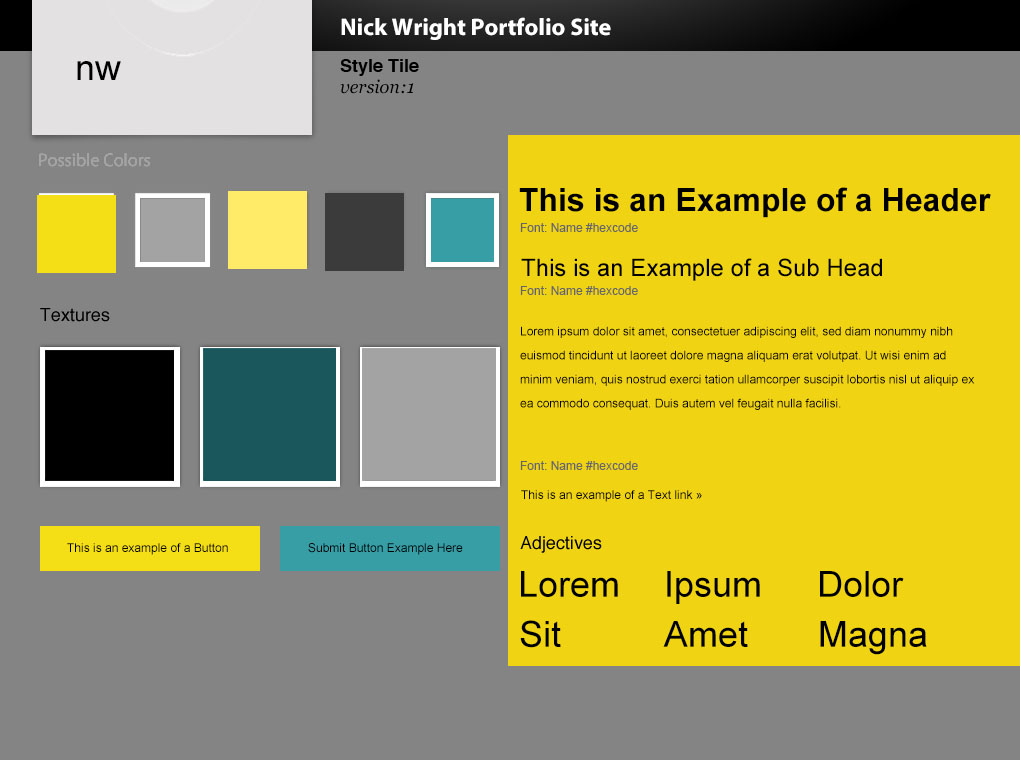 Nick Wright Portfolio Site
nw
Style Tile
version:1
Possible Colors
Textures
This is an example of a Button
Submit Button Example Here
This is an Example of a Header
Font: Name #hexcode
This is an Example of a Sub Head
Font: Name #hexcode
Lorem ipsum dolor sit amet, consectetuer adipiscing elit, sed diam nonummy nibh
euismod tincidunt ut laoreet dolore magna aliquam erat volutpat. Ut wisi enim ad
minim veniam, quis nostrud exerci tation ullamcorper suscipit lobortis nisl ut aliquip ex
ea commodo consequat. Duis autem vel feugait nulla facilisi.
Font: Name #hexcode
This is an example of a Text link »
Adjectives
Lorem Ipsum Dolor
Sit Amet Magna